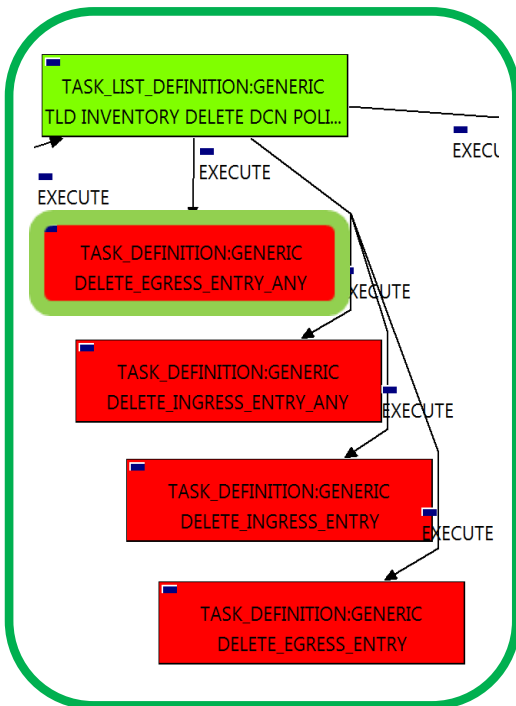 TASK_LIST_DEFINITION:GENERIC
TLD INVENTORY DELETE DCN POLI...
EXECU
EXECUTE
EXECUTE
TASK_DEFINITION:GENERIC
DELETE_EGRESS_ENTRY_ANY
XECUTE
TASK_DEFINITION:GENERIC
DELETE_INGRESS_ENTRY_ANY
EXECUTE
TASK_DEFINITION:GENERIC
DELETE_INGRESS_ENTRY
EXECUTE
TASK_DEFINITION:GENERIC
DELETE_EGRESS_ENTRY